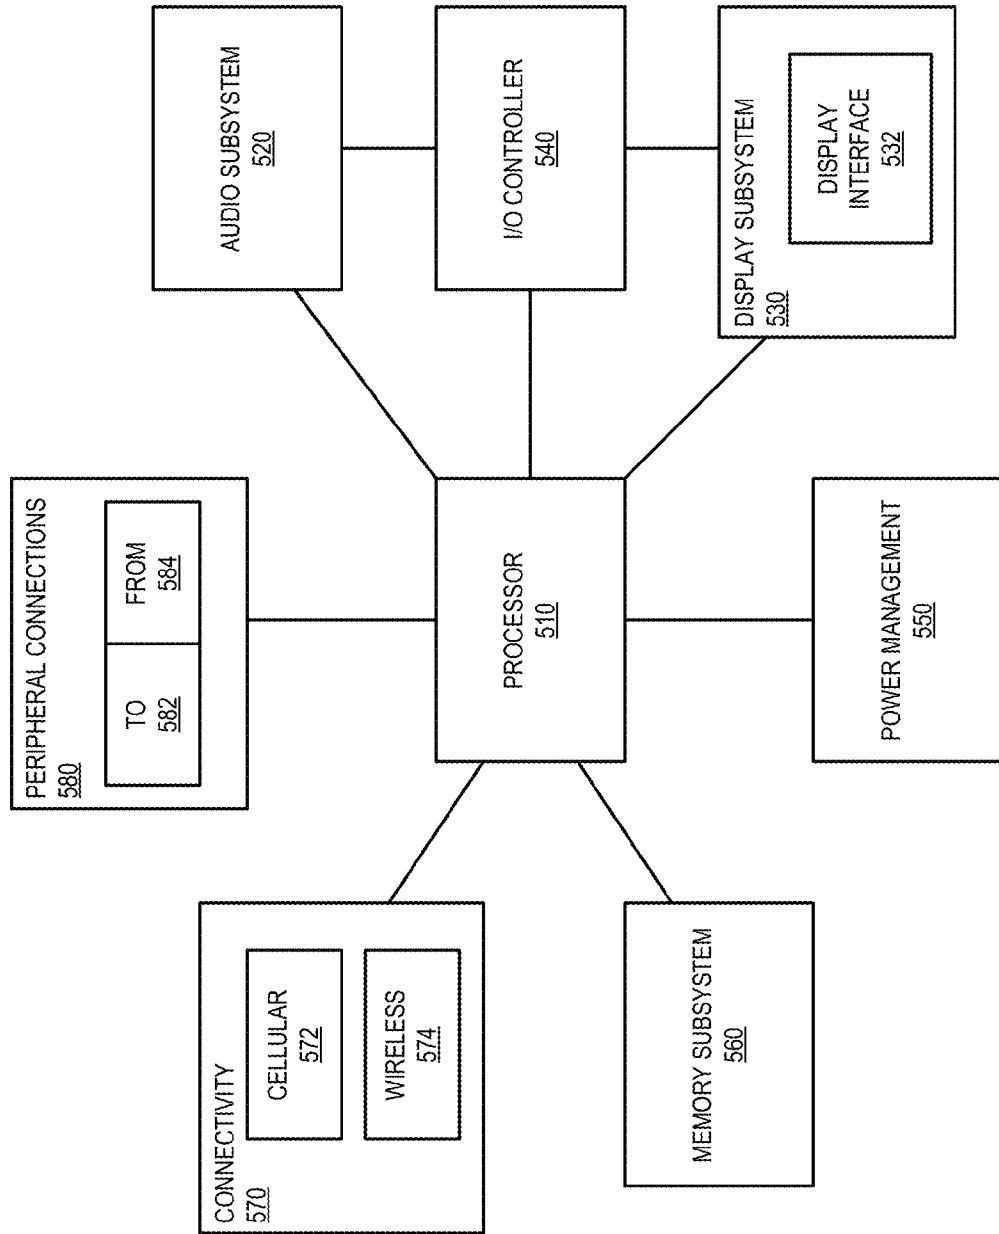 CONNECTIVITY
570
CELLULAR
572
WIRELESS
574
PERIPHERAL CONNECTIONS
580
TO
582
FROM
584
AUDIO SUBSYSTEM
520
MEMORY SUBSYSTEM
560
PROCESSOR
510
I/O CONTROLLER
540
POWER MANAGEMENT
550
DISPLAY SUBSYSTEM
530
DISPLAY
INTERFACE
532